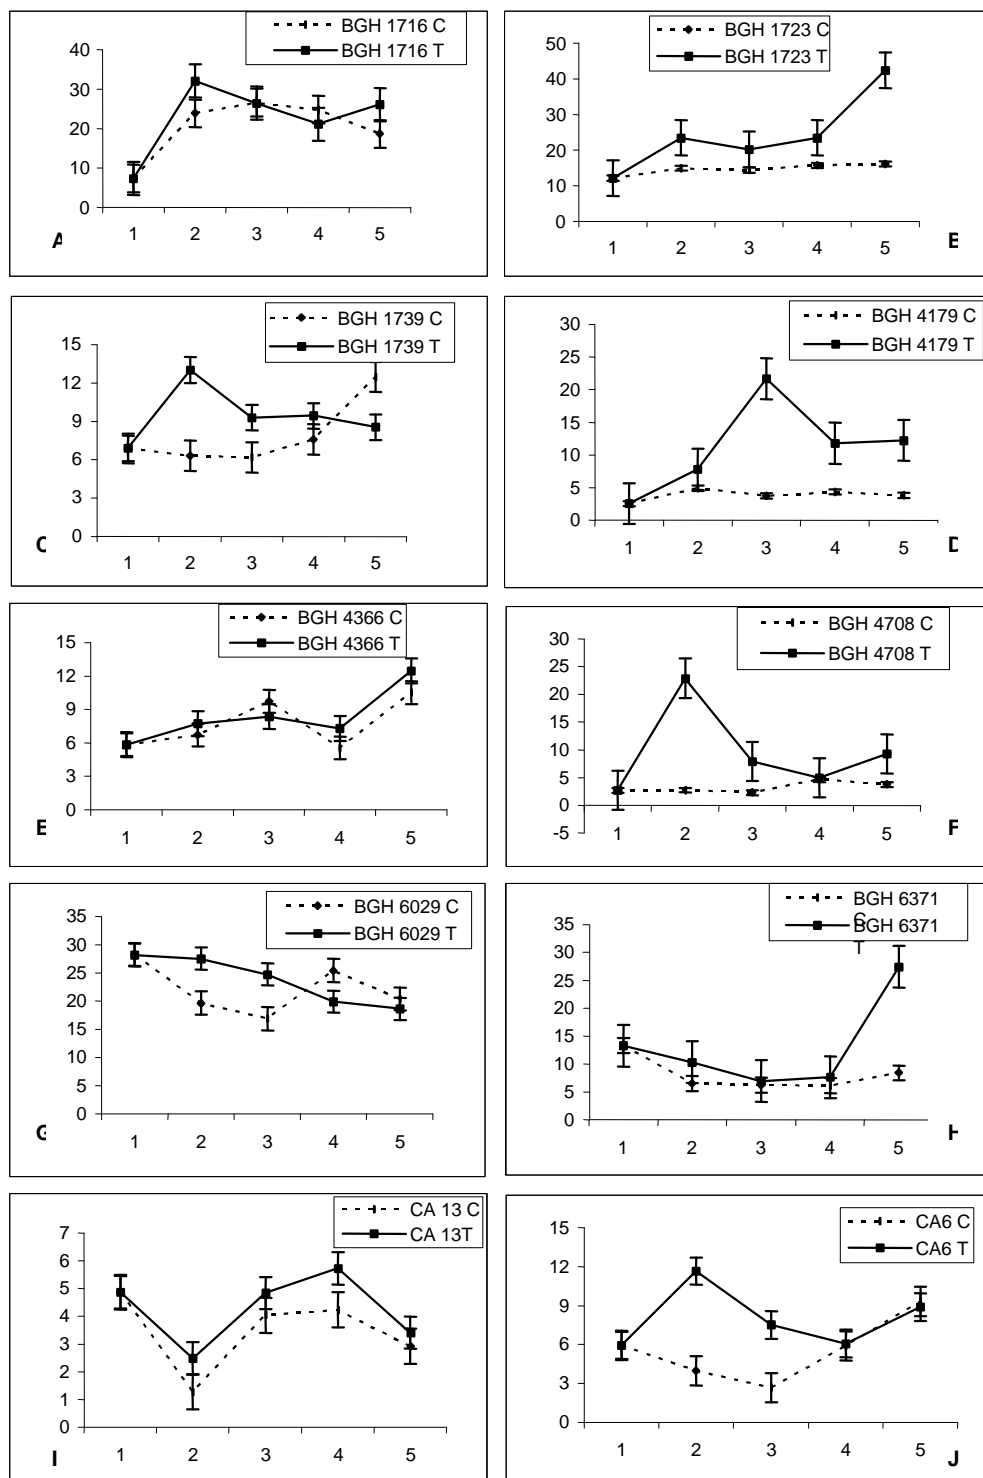 BGH 1716 C
BGH 1716 T
40
30
20
10
0
1 2 3 4 5
A
BGH 1723 C
BGH 1723 T
50
40
30
20
10
0
1 2 3 4 5
B
BGH 1739 C
BGH 1739 T
15
12
9
6
3
0
1 2 3 4 5
C
BGH 4179 C
BGH 4179 T
30
25
20
15
10
5
0
1 2 3 4 5
D
BGH 4366 C
BGH 4366 T
15
12
9
6
3
0
1 2 3 4 5
E
BGH 4708 C
BGH 4708 T
30
25
20
15
10
5
0
-5
1 2 3 4 5
F
BGH 6029 C
BGH 6029 T
35
30
25
20
15
10
5
0
1 2 3 4 5
G
BGH 6371
C
BGH 6371
T
35
30
25
20
15
10
5
0
1 2 3 4 5
H
CA 13 C
CA 13T
7
6
5
4
3
2
1
0
1 2 3 4 5
I
CA6 C
CA6 T
15
12
9
6
3
0
1 2 3 4 5
J